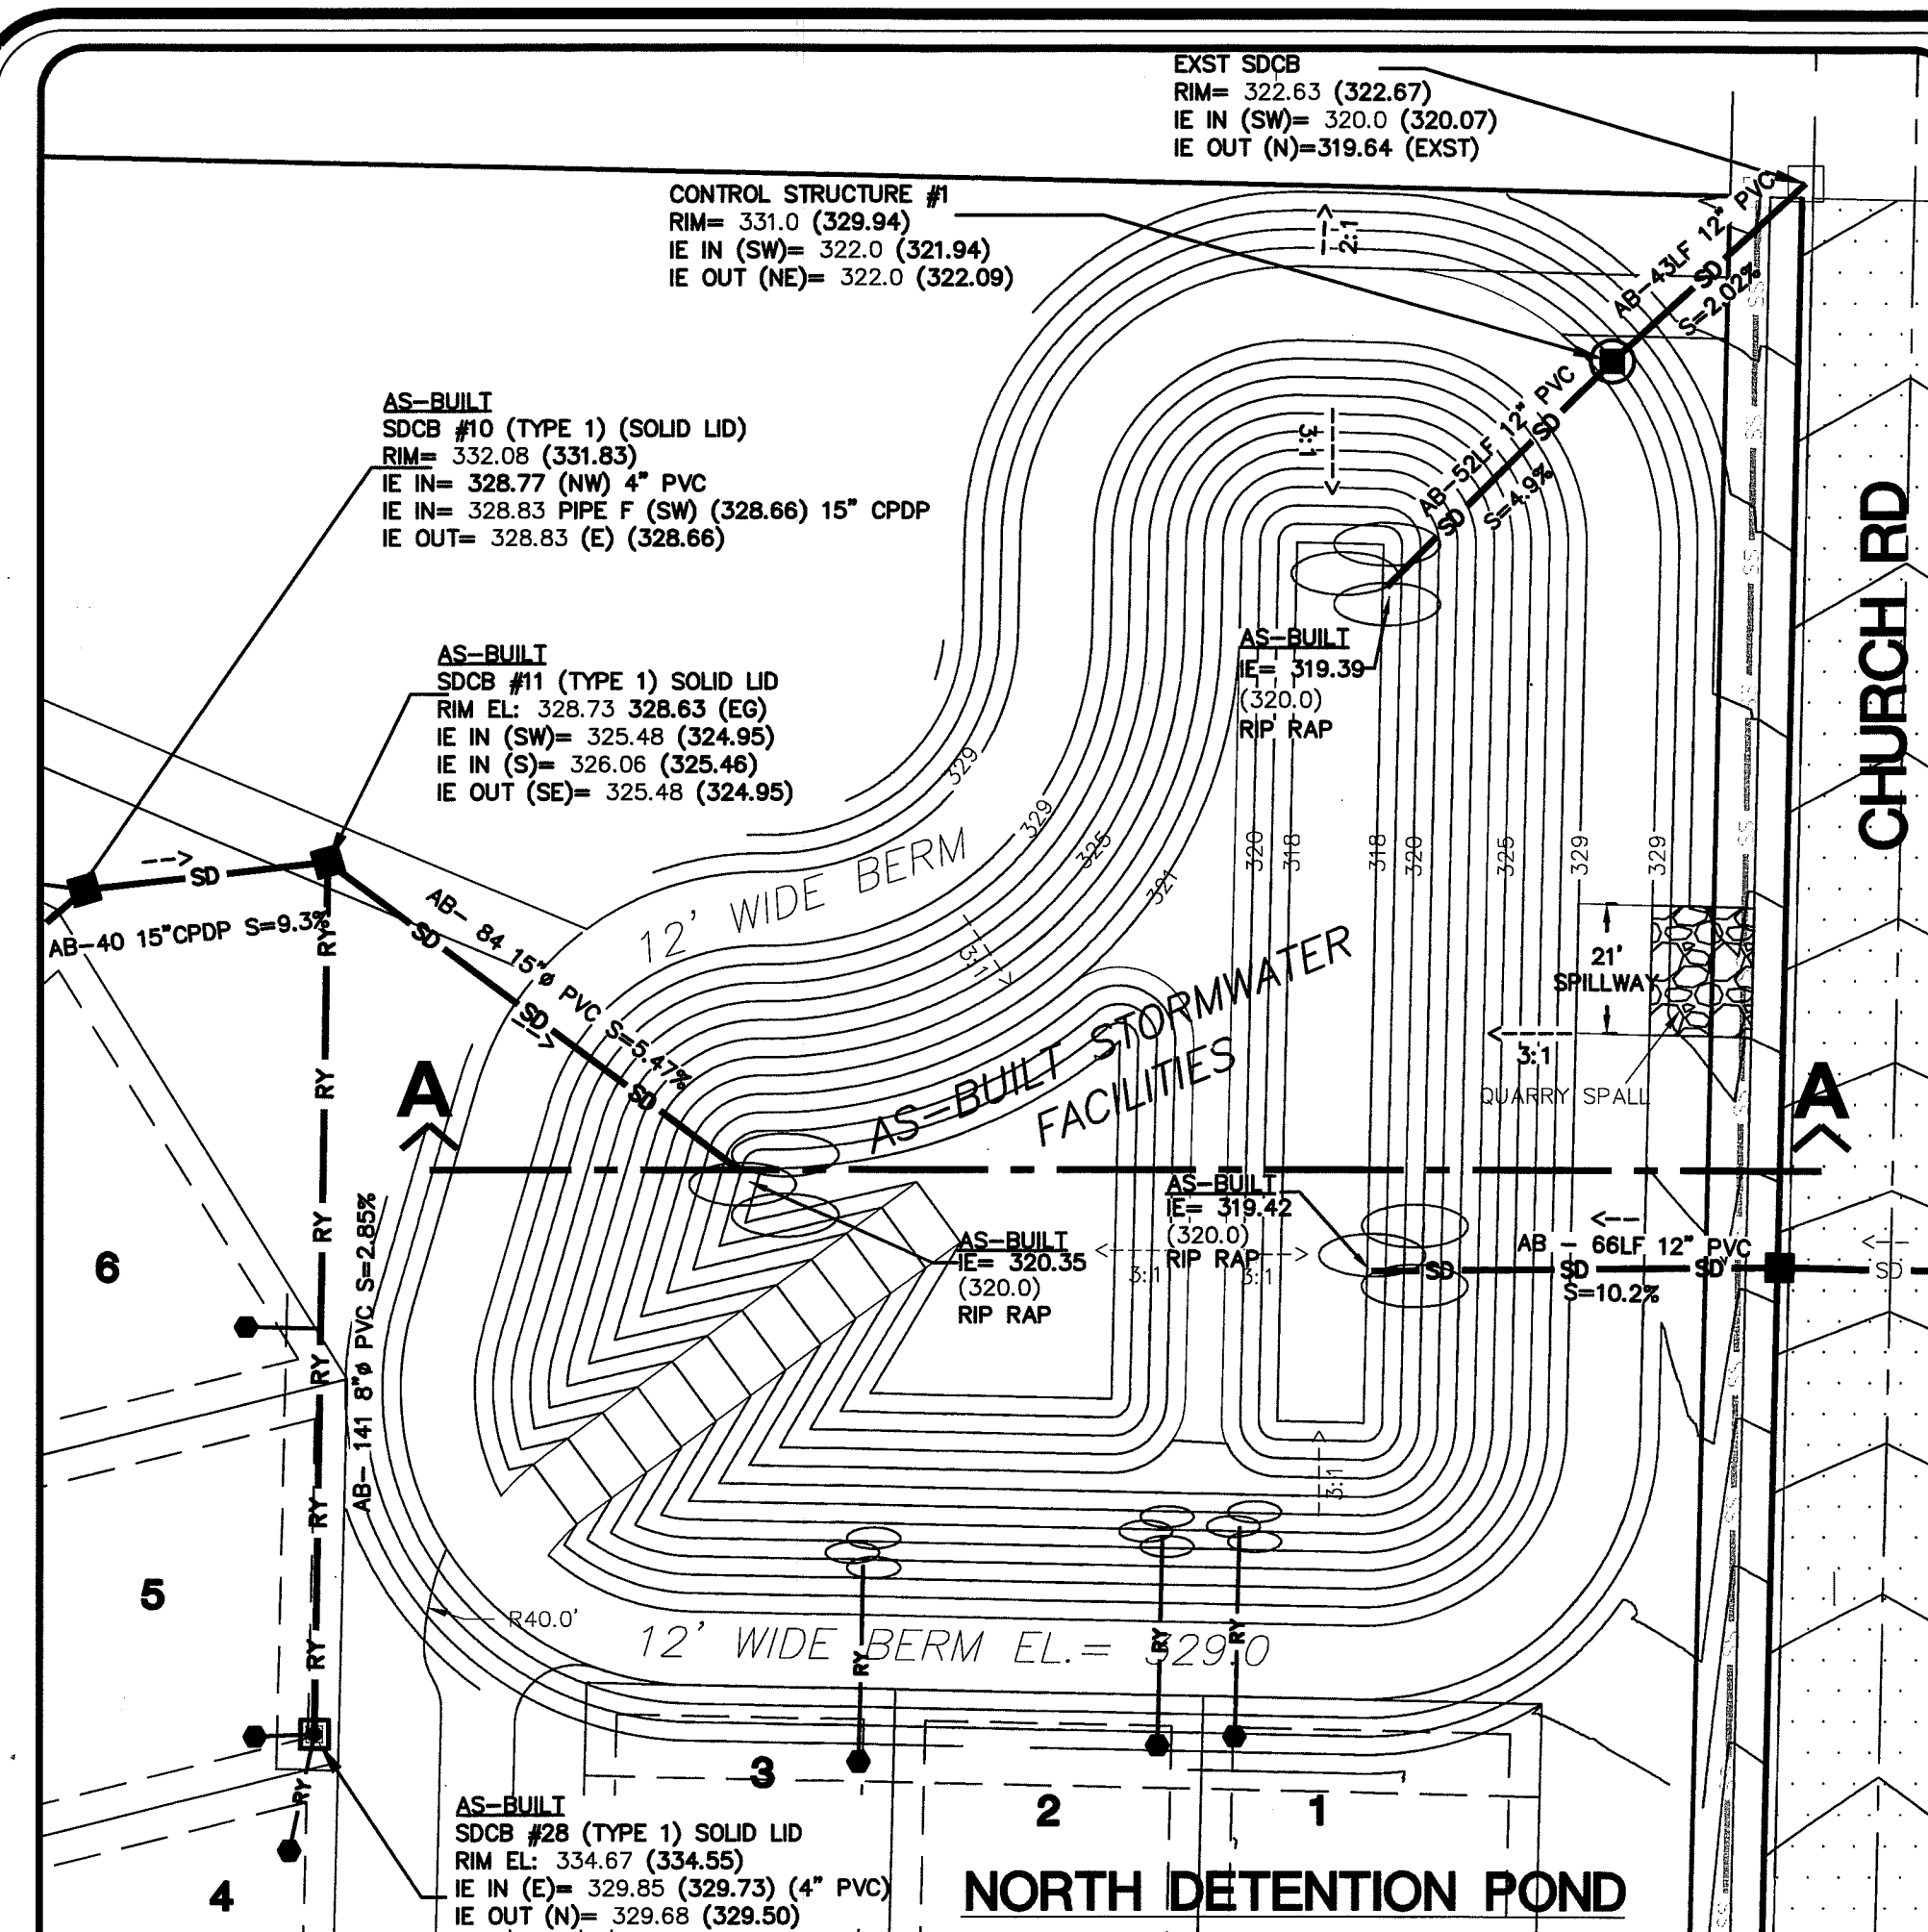 EXST SDCB
RIM= 322.63 (322.67)
IE IN (SW)= 320.0 (320.07)
IE OUT (N)=319.64 (EXST)
CONTROL STRUCTURE #1
RIM= 331.0 (329.94)
IE IN (SW)= 322.0 (321.94)
IE OUT (NE)= 322.0 (322.09)
2:1
AB-43LF 12" PVC
SD
S=2.02%
AS-BUILT
SDCB #10 (TYPE 1) (SOLID LID)
RIM= 332.08 (331.83)
IE IN= 328.77 (NW) 4" PVC
IE IN= 328.83 PIPE F (SW) (328.66) 15" CPDP
IE OUT= 328.83 (E) (328.66)
3:1
AB-52LF 12" PVC
SD
SD
S=4.9%
CHURCH RD
AS-BUILT
SDCB #11 (TYPE 1) SOLID LID
RIM EL: 328.73 328.63 (EG)
IE IN (SW)= 325.48 (324.95)
IE IN (S)= 326.06 (325.46)
IE OUT (SE)= 325.48 (324.95)
AS-BUILT
IE= 319.39
(320.0)
RIP RAP
329
329
325
321
320
318
318
320
325
329
329
12' WIDE BERM
3:1
SD
AB-40 15"CPDP S=9.3%
AB- 84 15"ø PVC S=5.47%
SD
SD
SD
RY
RY
RY
RY
RY
RY
21'
SPILLWAY
3:1
QUARRY SPALL
AS-BUILT STORMWATER
FACILITIES
A
A
AS-BUILT
IE= 319.42
(320.0)
RIP RAP
AS-BUILT
IE= 320.35
(320.0)
RIP RAP
3:1
3:1
AB - 66LF 12" PVC
SD
SD
SD
SD
S=10.2%
AB- 141 8"ø PVC S=2.85%
6
5
4
3:1
R40.0'
12' WIDE BERM EL.= 329.0
RY
RY
RY
RY
3
2
1
AS-BUILT
SDCB #28 (TYPE 1) SOLID LID
RIM EL: 334.67 (334.55)
IE IN (E)= 329.85 (329.73) (4" PVC)
IE OUT (N)= 329.68 (329.50)
NORTH DETENTION POND